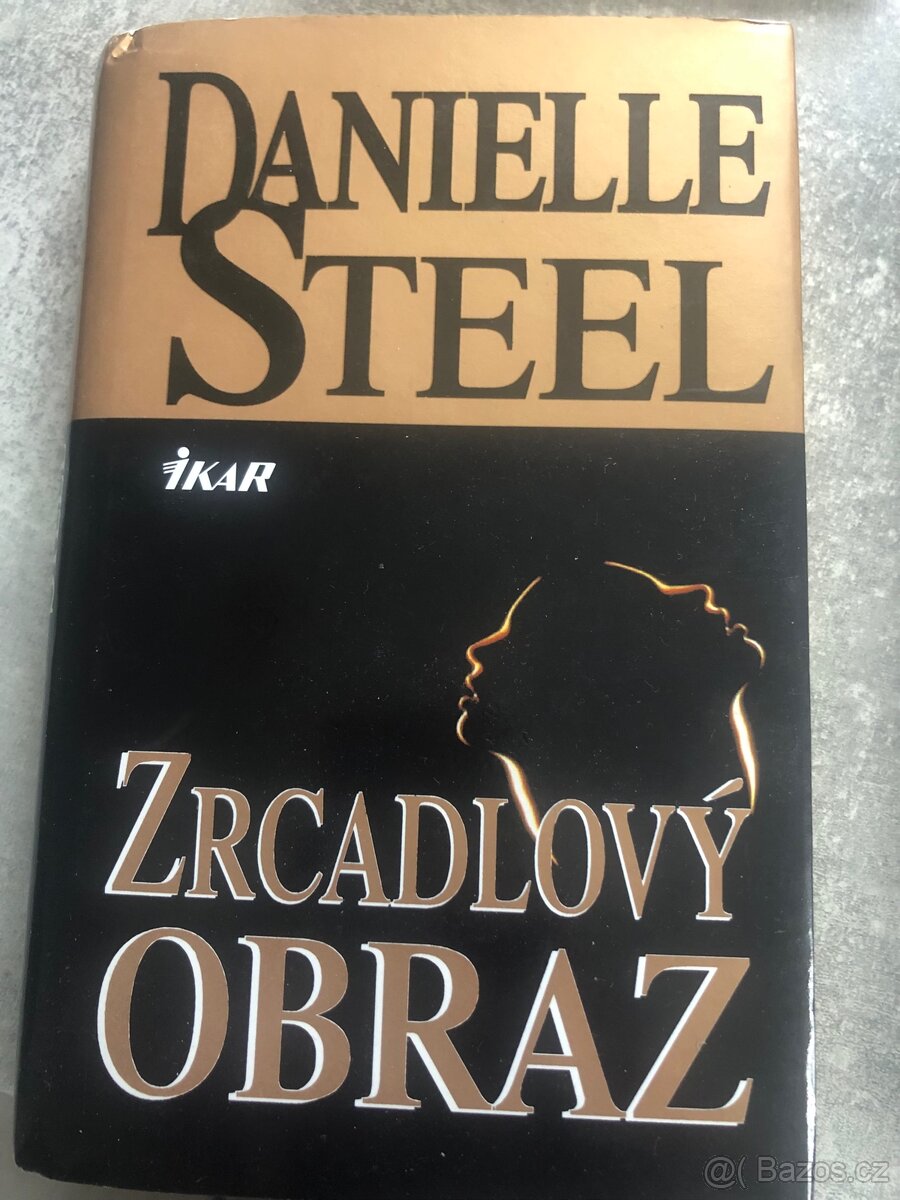 DANIELLE
STEEL
iKAR
ZRCADLOVÝ
OBRAZ
@( Bazos.cz